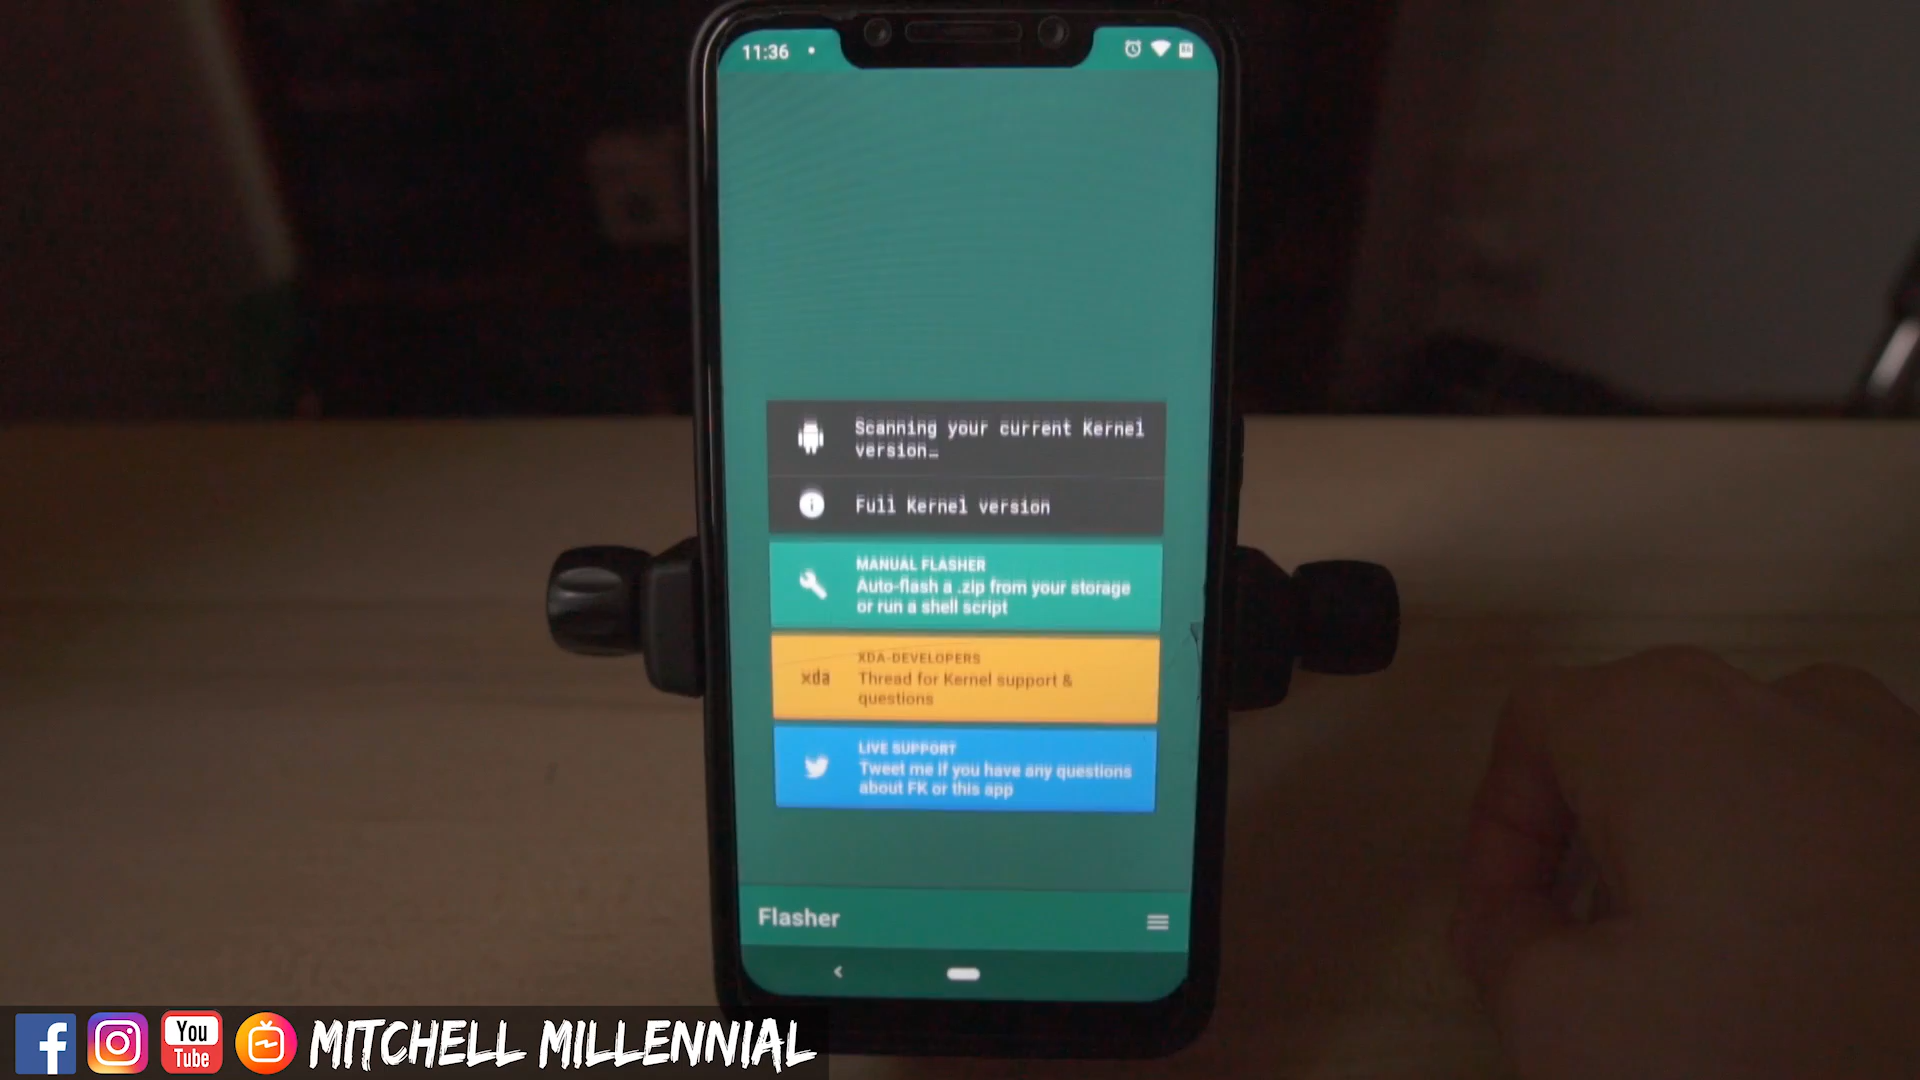 11:36
Scanning your current Kernel
version…
Full Kernel version
MANUAL FLASHER
Auto-flash a .zip from your storage
or run a shell script
xda
XDA-DEVELOPERS
Thread for Kernel support &
questions
LIVE SUPPORT
Tweet me if you have any questions
about FK or this app
Flasher
You
Tube
MITCHELL MILLENNIAL